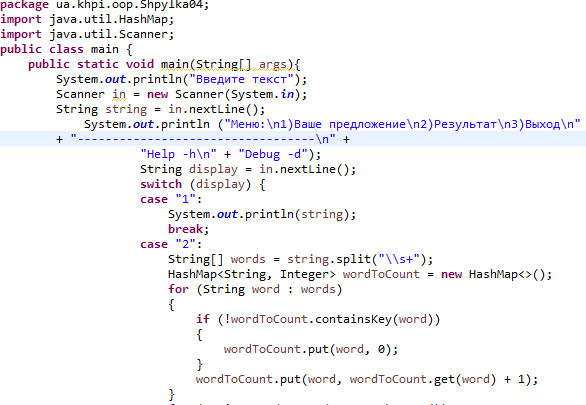 package ua.khpi.oop.Shpylka04;
import java.util.HashMap;
import java.util.Scanner;
public class main {
    public static void main(String[] args){
        System.out.println("Введите текст");
        Scanner in = new Scanner(System.in);
        String string = in.nextLine();
            System.out.println ("Меню:\n1)Ваше предложение\n2)Результат\n3)Выход\n"
        + "----------------------------------\n" +
                    "Help -h\n" + "Debug -d");
                    String display = in.nextLine();
                    switch (display) {
                    case "1":
                        System.out.println(string);
                        break;
                    case "2":
                        String[] words = string.split("\\s+");
                        HashMap<String, Integer> wordToCount = new HashMap<>();
                        for (String word : words)
                        {
                            if (!wordToCount.containsKey(word))
                            {
                                wordToCount.put(word, 0);
                            }
                            wordToCount.put(word, wordToCount.get(word) + 1);
                        }